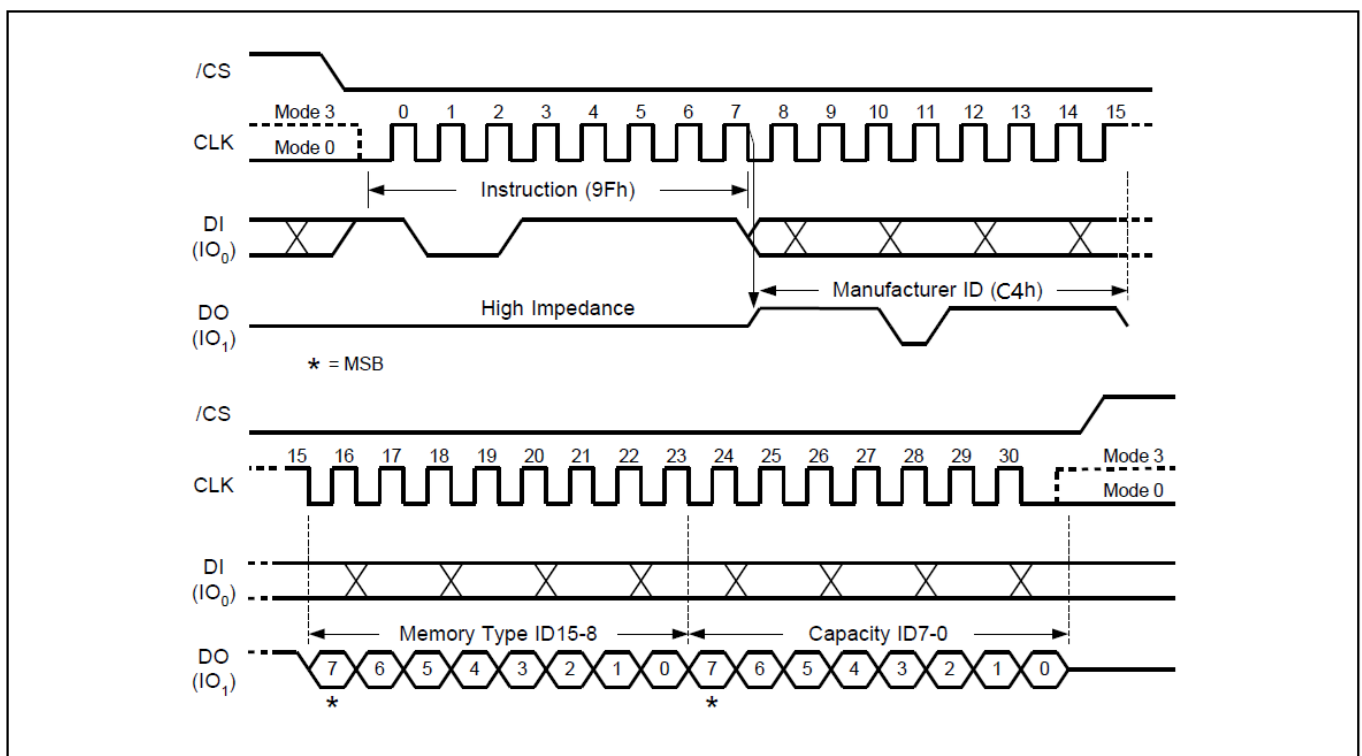 /CS
Mode 3 0 1 2 3 4 5 6 7 8 9 10 11 12 13 14 15
CLK
Mode 0
Instruction (9Fh)
DI
(IO0)
Manufacturer ID (C4h)
High Impedance
DO
(IO1)
* = MSB
/CS
15 16 17 18 19 20 21 22 23 24 25 26 27 28 29 30 Mode 3
CLK
Mode 0
DI
(IO0)
Memory Type ID15-8 Capacity ID7-0
DO
(IO1)
7 6 5 4 3 2 1 0 7 6 5 4 3 2 1 0
* *